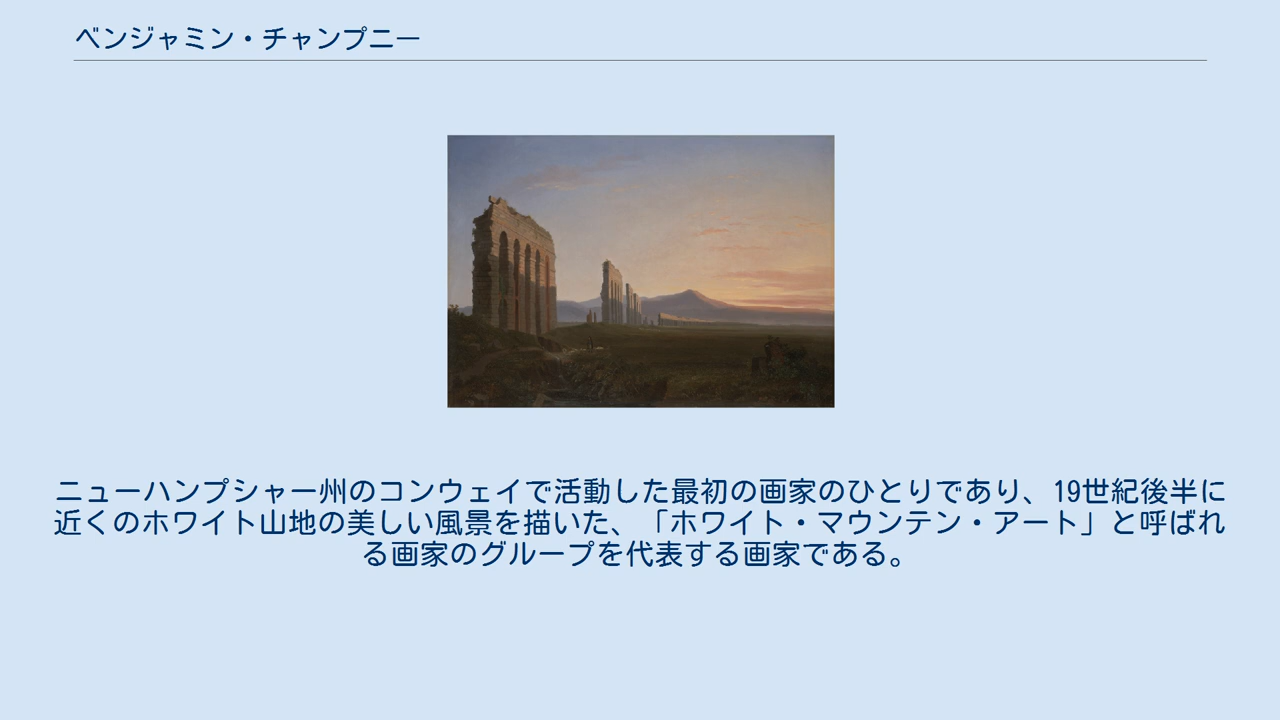 ベンジャミン・チャンプニー
ニューハンプシャー州のコンウェイで活動した最初の画家のひとりであり、19世紀後半に
近くのホワイト山地の美しい風景を描いた、「ホワイト・マウンテン・アート」と呼ばれ
る画家のグループを代表する画家である。